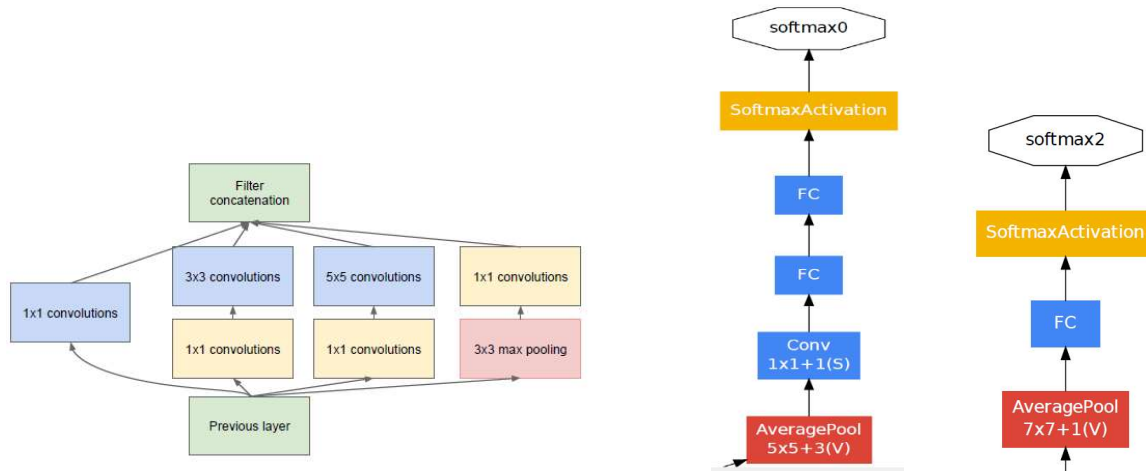 Filter
concatenation
3x3 convolutions
5x5 convolutions
1x1 convolutions
1x1 convolutions
1x1 convolutions
1x1 convolutions
3x3 max pooling
Previous layer
softmax0
SoftmaxActivation
FC
FC
Conv
1x1+1(S)
AveragePool
5x5+3(V)
softmax2
SoftmaxActivation
FC
AveragePool
7x7+1(V)